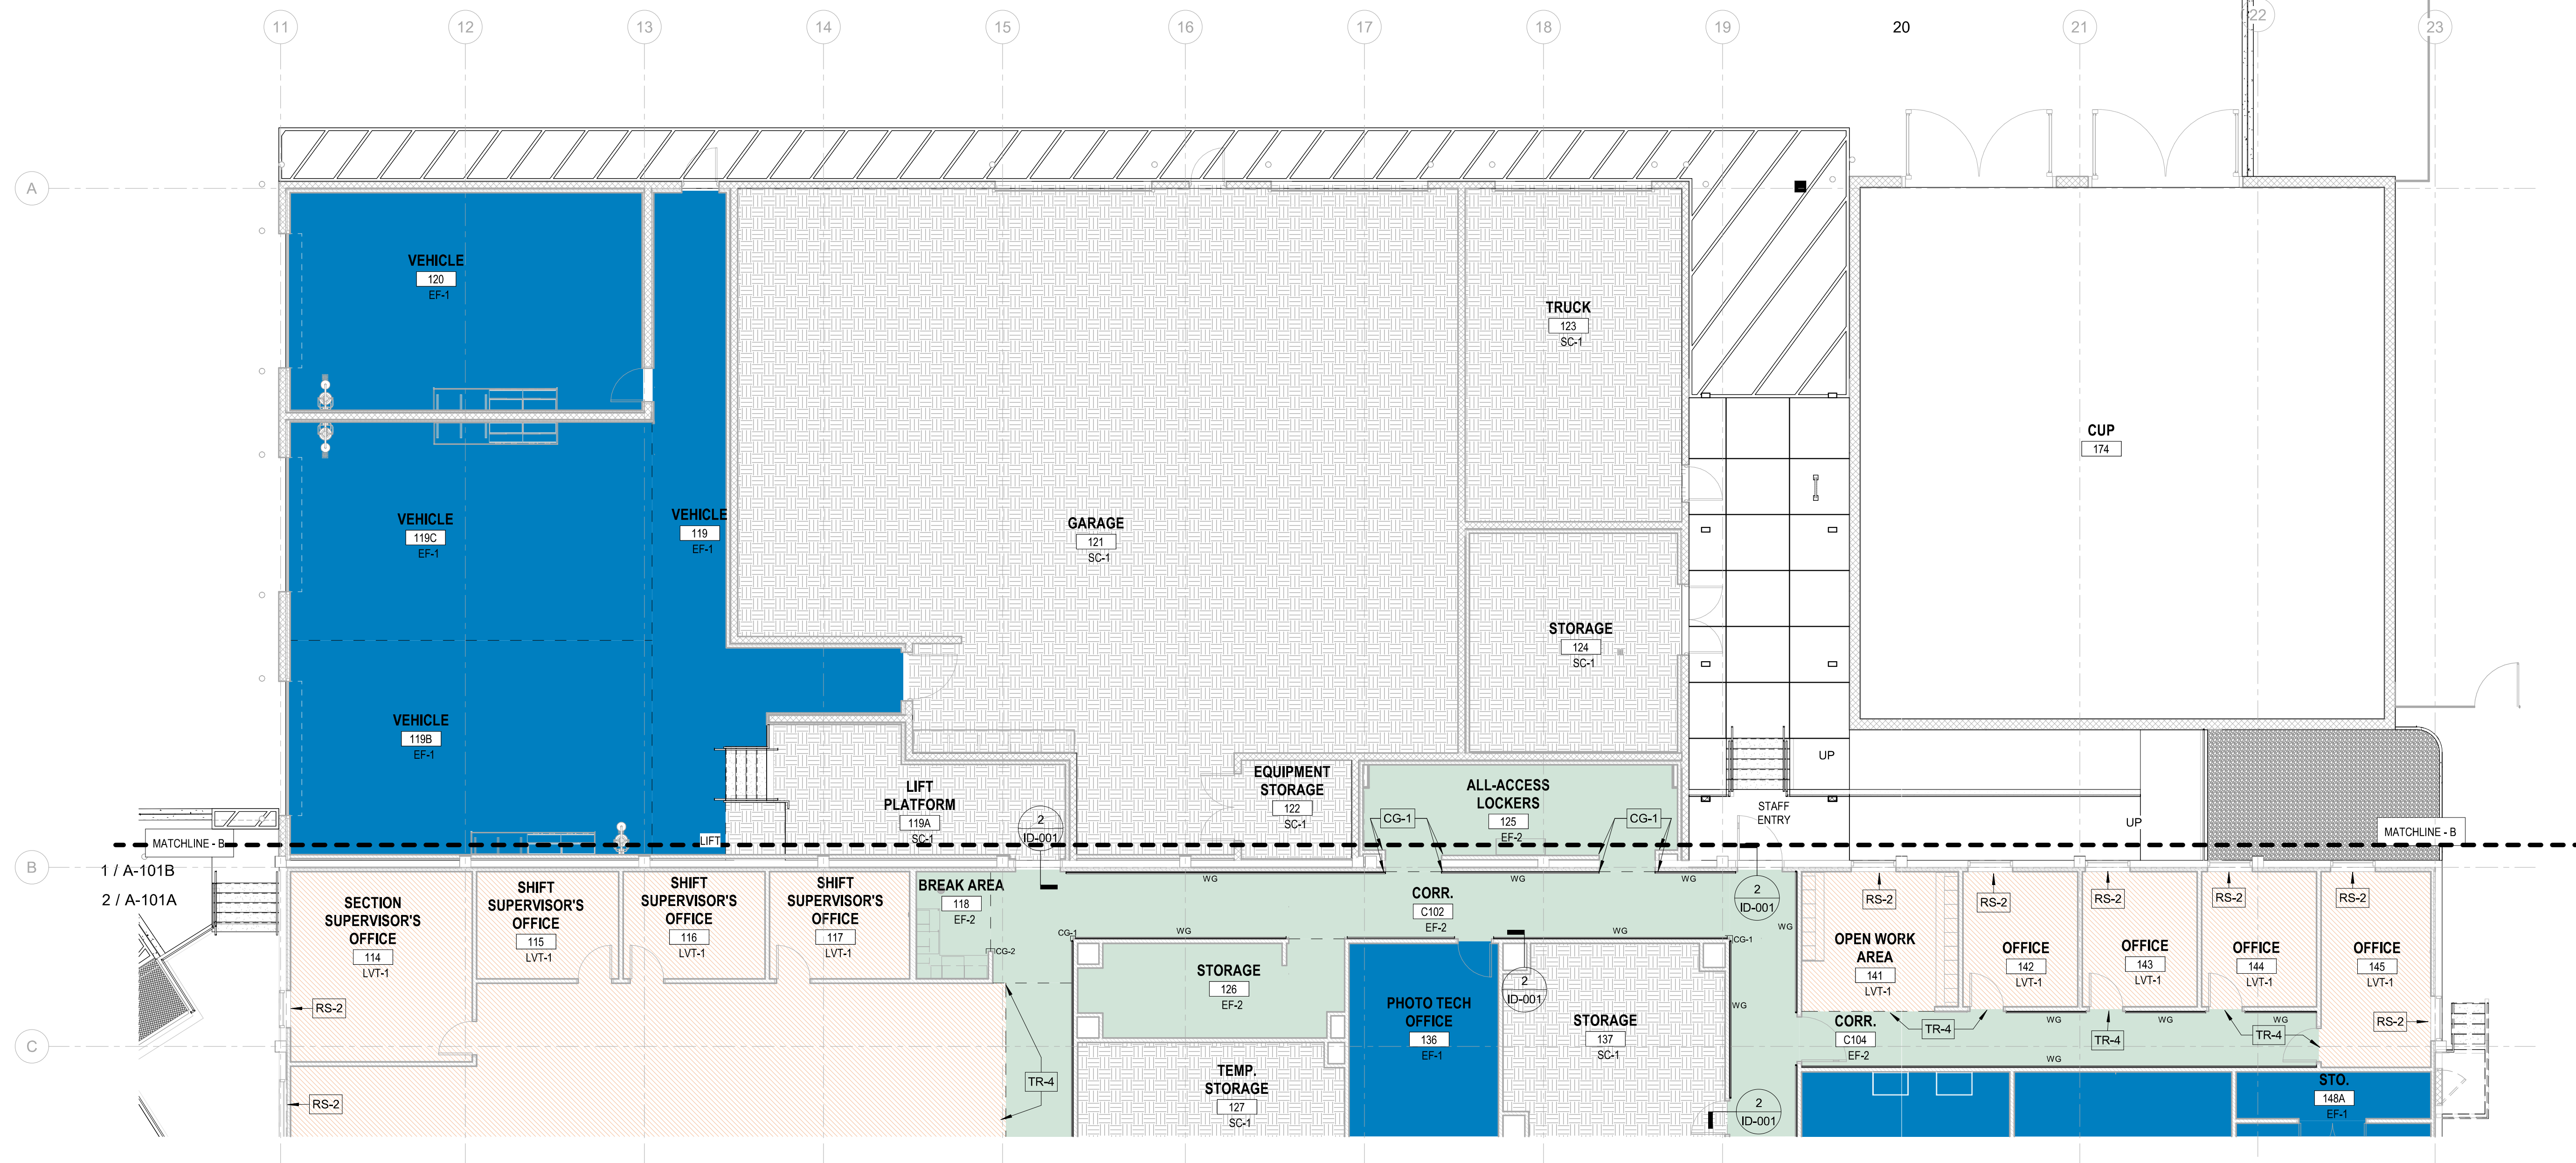 11
12
13
14
15
16
17
18
19
20
21
22
23
A
VEHICLE
120
EF-1
TRUCK
123
SC-1
CUP
174
VEHICLE
119C
EF-1
VEHICLE
119
EF-1
GARAGE
121
SC-1
STORAGE
124
SC-1
VEHICLE
119B
EF-1
LIFT
PLATFORM
119A
SC-1
LIFT
2
ID-001
EQUIPMENT
STORAGE
122
SC-1
ALL-ACCESS
LOCKERS
125
EF-2
CG-1
CG-1
UP
STAFF
ENTRY
UP
MATCHLINE - B
MATCHLINE - B
B
1 / A-101B
2 / A-101A
SECTION
SUPERVISOR'S
OFFICE
114
LVT-1
SHIFT
SUPERVISOR'S
OFFICE
115
LVT-1
SHIFT
SUPERVISOR'S
OFFICE
116
LVT-1
SHIFT
SUPERVISOR'S
OFFICE
117
LVT-1
BREAK AREA
118
EF-2
CG-2
CG-1
WG
WG
WG
WG
WG
CORR.
C102
EF-2
CG-1
WG
WG
2
ID-001
2
ID-001
RS-2
RS-2
RS-2
RS-2
RS-2
OPEN WORK
AREA
141
LVT-1
OFFICE
142
LVT-1
OFFICE
143
LVT-1
OFFICE
144
LVT-1
OFFICE
145
LVT-1
STORAGE
126
EF-2
PHOTO TECH
OFFICE
136
EF-1
STORAGE
137
SC-1
RS-2
C
CORR.
C104
EF-2
TR-4
TR-4
TR-4
WG
WG
WG
WG
RS-2
TEMP.
STORAGE
127
SC-1
TR-4
RS-2
2
ID-001
STO.
148A
EF-1